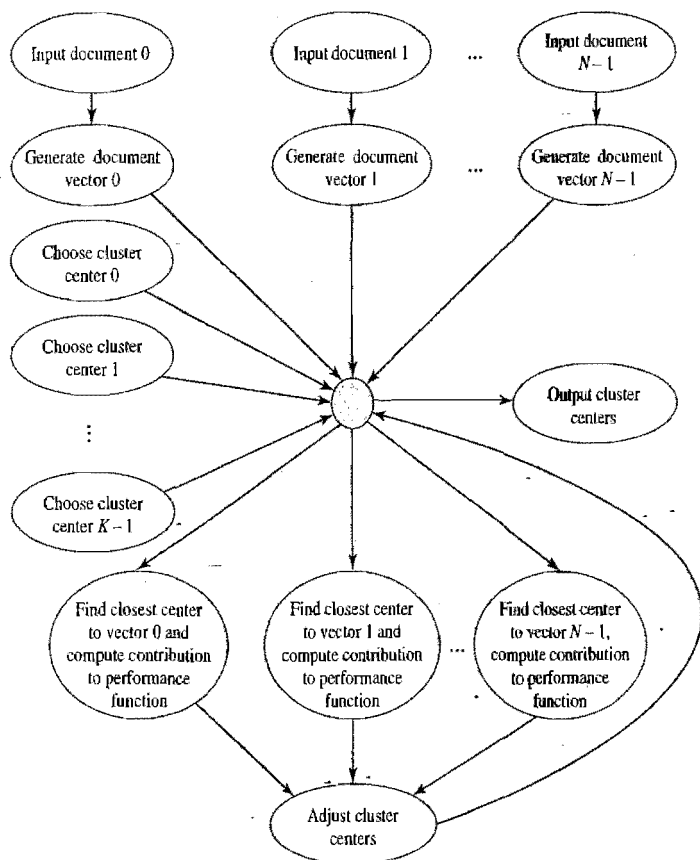 Input document 0
Input document 1
...
Input document
N – 1
Generate document
vector 0
Generate document
vector 1
...
Generate document
vector N – 1
Choose cluster
center 0
Choose cluster
center 1
⋮
Choose cluster
center K – 1
Output cluster
centers
Find closest center
to vector 0 and
compute contribution
to performance
function
Find closest center
to vector 1 and
compute contribution
to performance
function
...
Find closest center
to vector N – 1,
compute contribution
to performance
function
Adjust cluster
centers